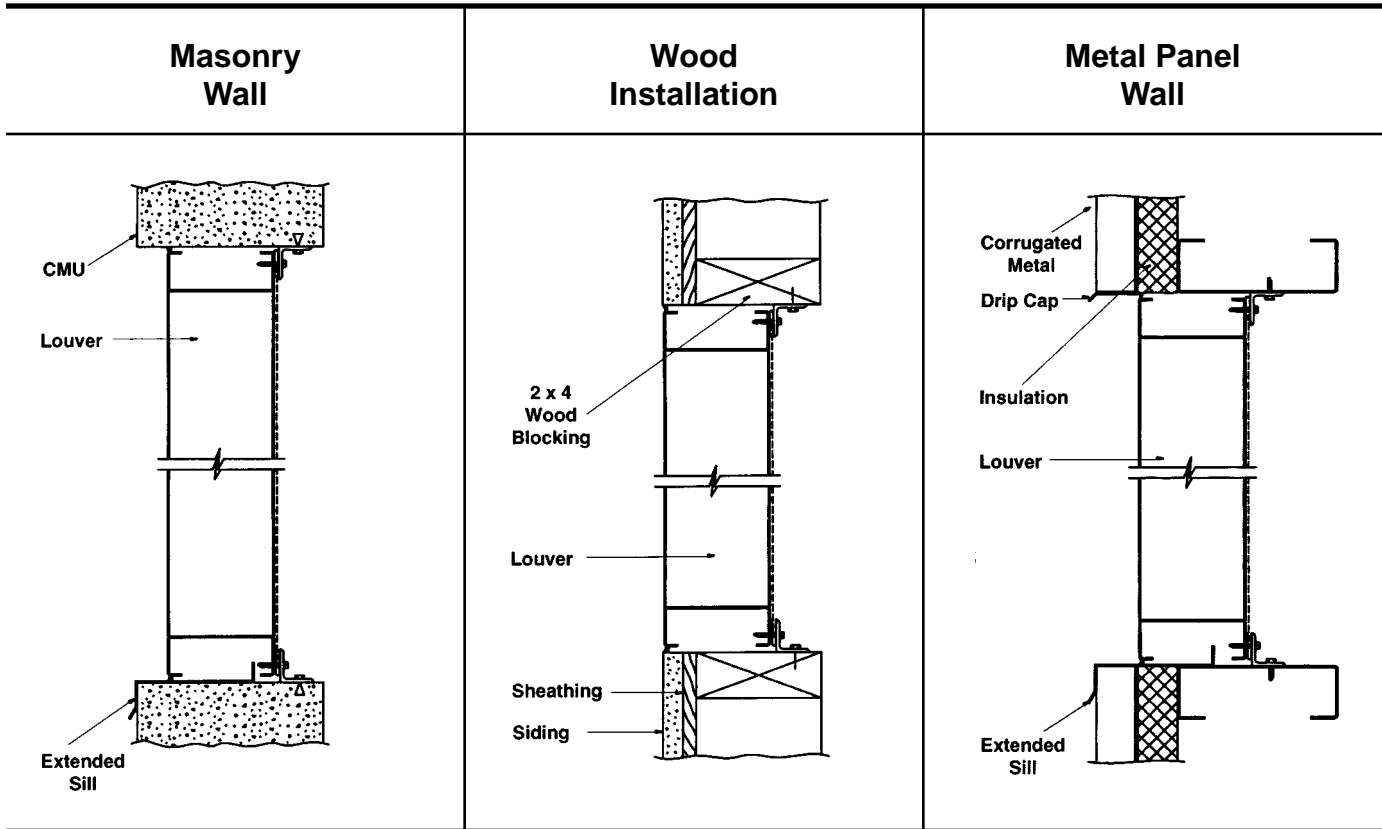 Masonry
Wall
Wood
Installation
Metal Panel
Wall
CMU
Louver
Extended
Sill
2 x 4
Wood
Blocking
Louver
Sheathing
Siding
Corrugated
Metal
Drip Cap
Insulation
Louver
Extended
Sill